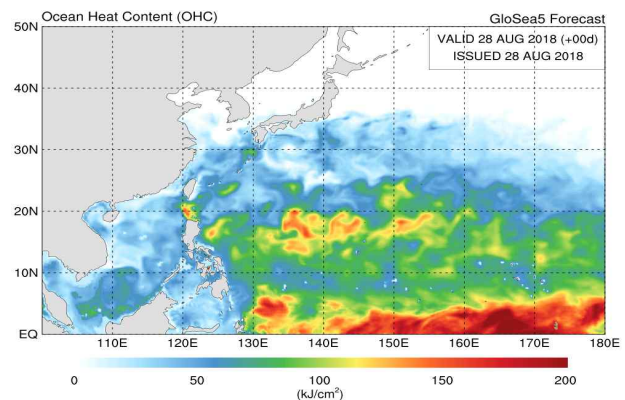 Ocean Heat Content (OHC)
GloSea5 Forecast
50N
VALID 28 AUG 2018 (+00d)
ISSUED 28 AUG 2018
40N
30N
20N
10N
EQ
110E 120E 130E 140E 150E 160E 170E 180E
0 50 100 150 200
(kJ/cm²)